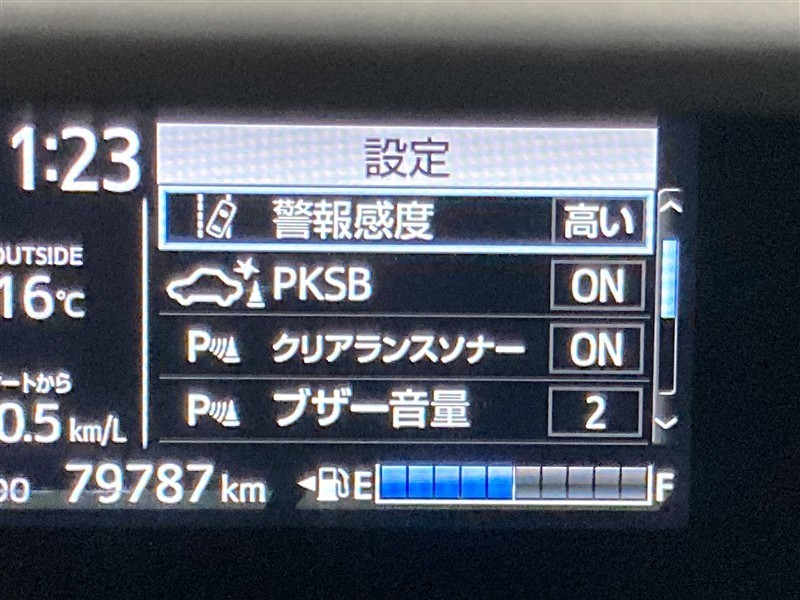 1:23
設定
警報感度 高い
OUTSIDE
16℃
PKSB ON
P クリアランスソナー ON
ートから
0.5 km/L
P ブザー音量 2
79787 km
E F